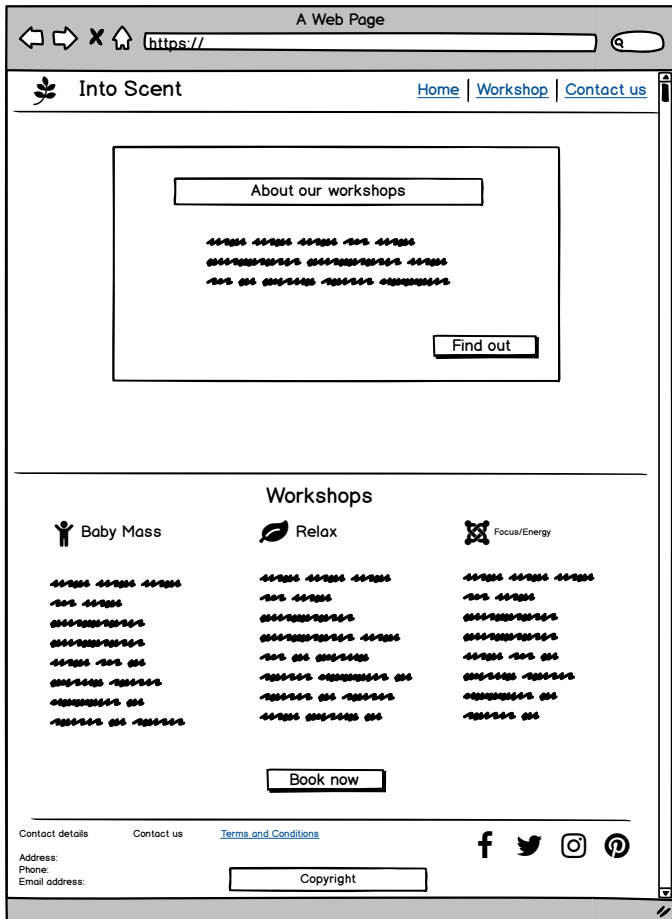 A Web Page
https://
Into Scent
Home | Workshop | Contact us
About our workshops
Find out
Workshops
Baby Mass
Relax
Focus/Energy
Book now
Contact details
Contact us
Terms and Conditions
Address:
Phone:
Email address:
Copyright